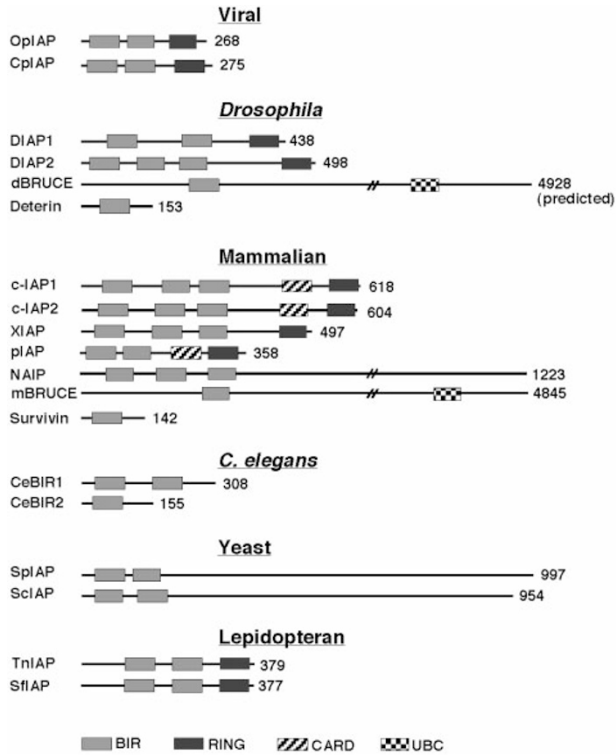 Viral
OpIAP 268
CpIAP 275
Drosophila
DIAP1 438
DIAP2 498
dBRUCE 4928
(predicted)
Deterin 153
Mammalian
c-IAP1 618
c-IAP2 604
XIAP 497
pIAP 358
NAIP 1223
mBRUCE 4845
Survivin 142
C. elegans
CeBIR1 308
CeBIR2 155
Yeast
SpIAP 997
ScIAP 954
Lepidopteran
TnIAP 379
SfIAP 377
BIR RING CARD UBC